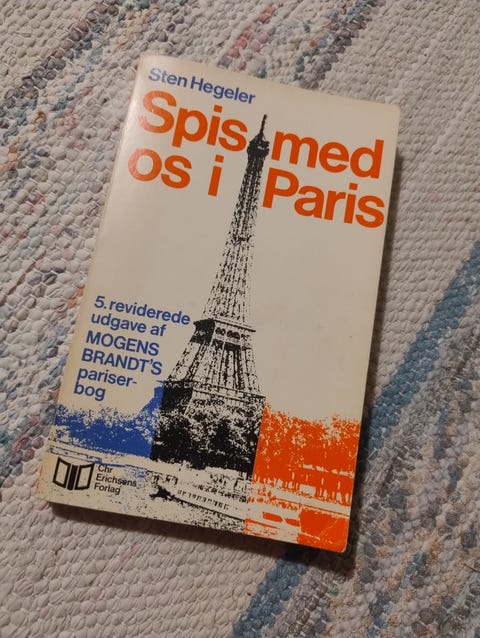 Sten Hegeler
Spis med
os i Paris
5. reviderede
udgave af
MOGENS
BRANDT'S
pariser-
bog
Chr
Erichsens
Forlag